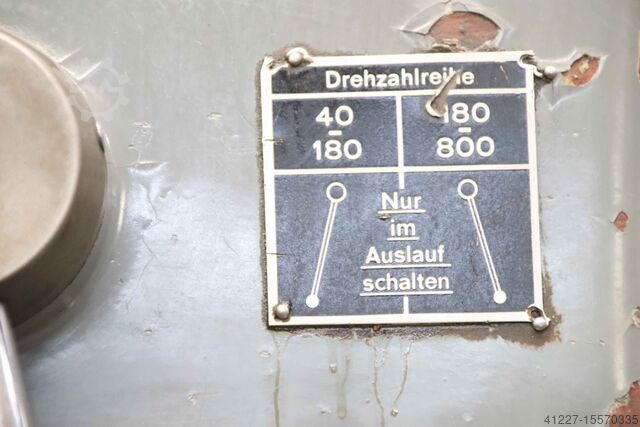 Drehzahlreihe
40
–
180
180
–
800
Nur
im
Auslauf
schalten
41227-15570335